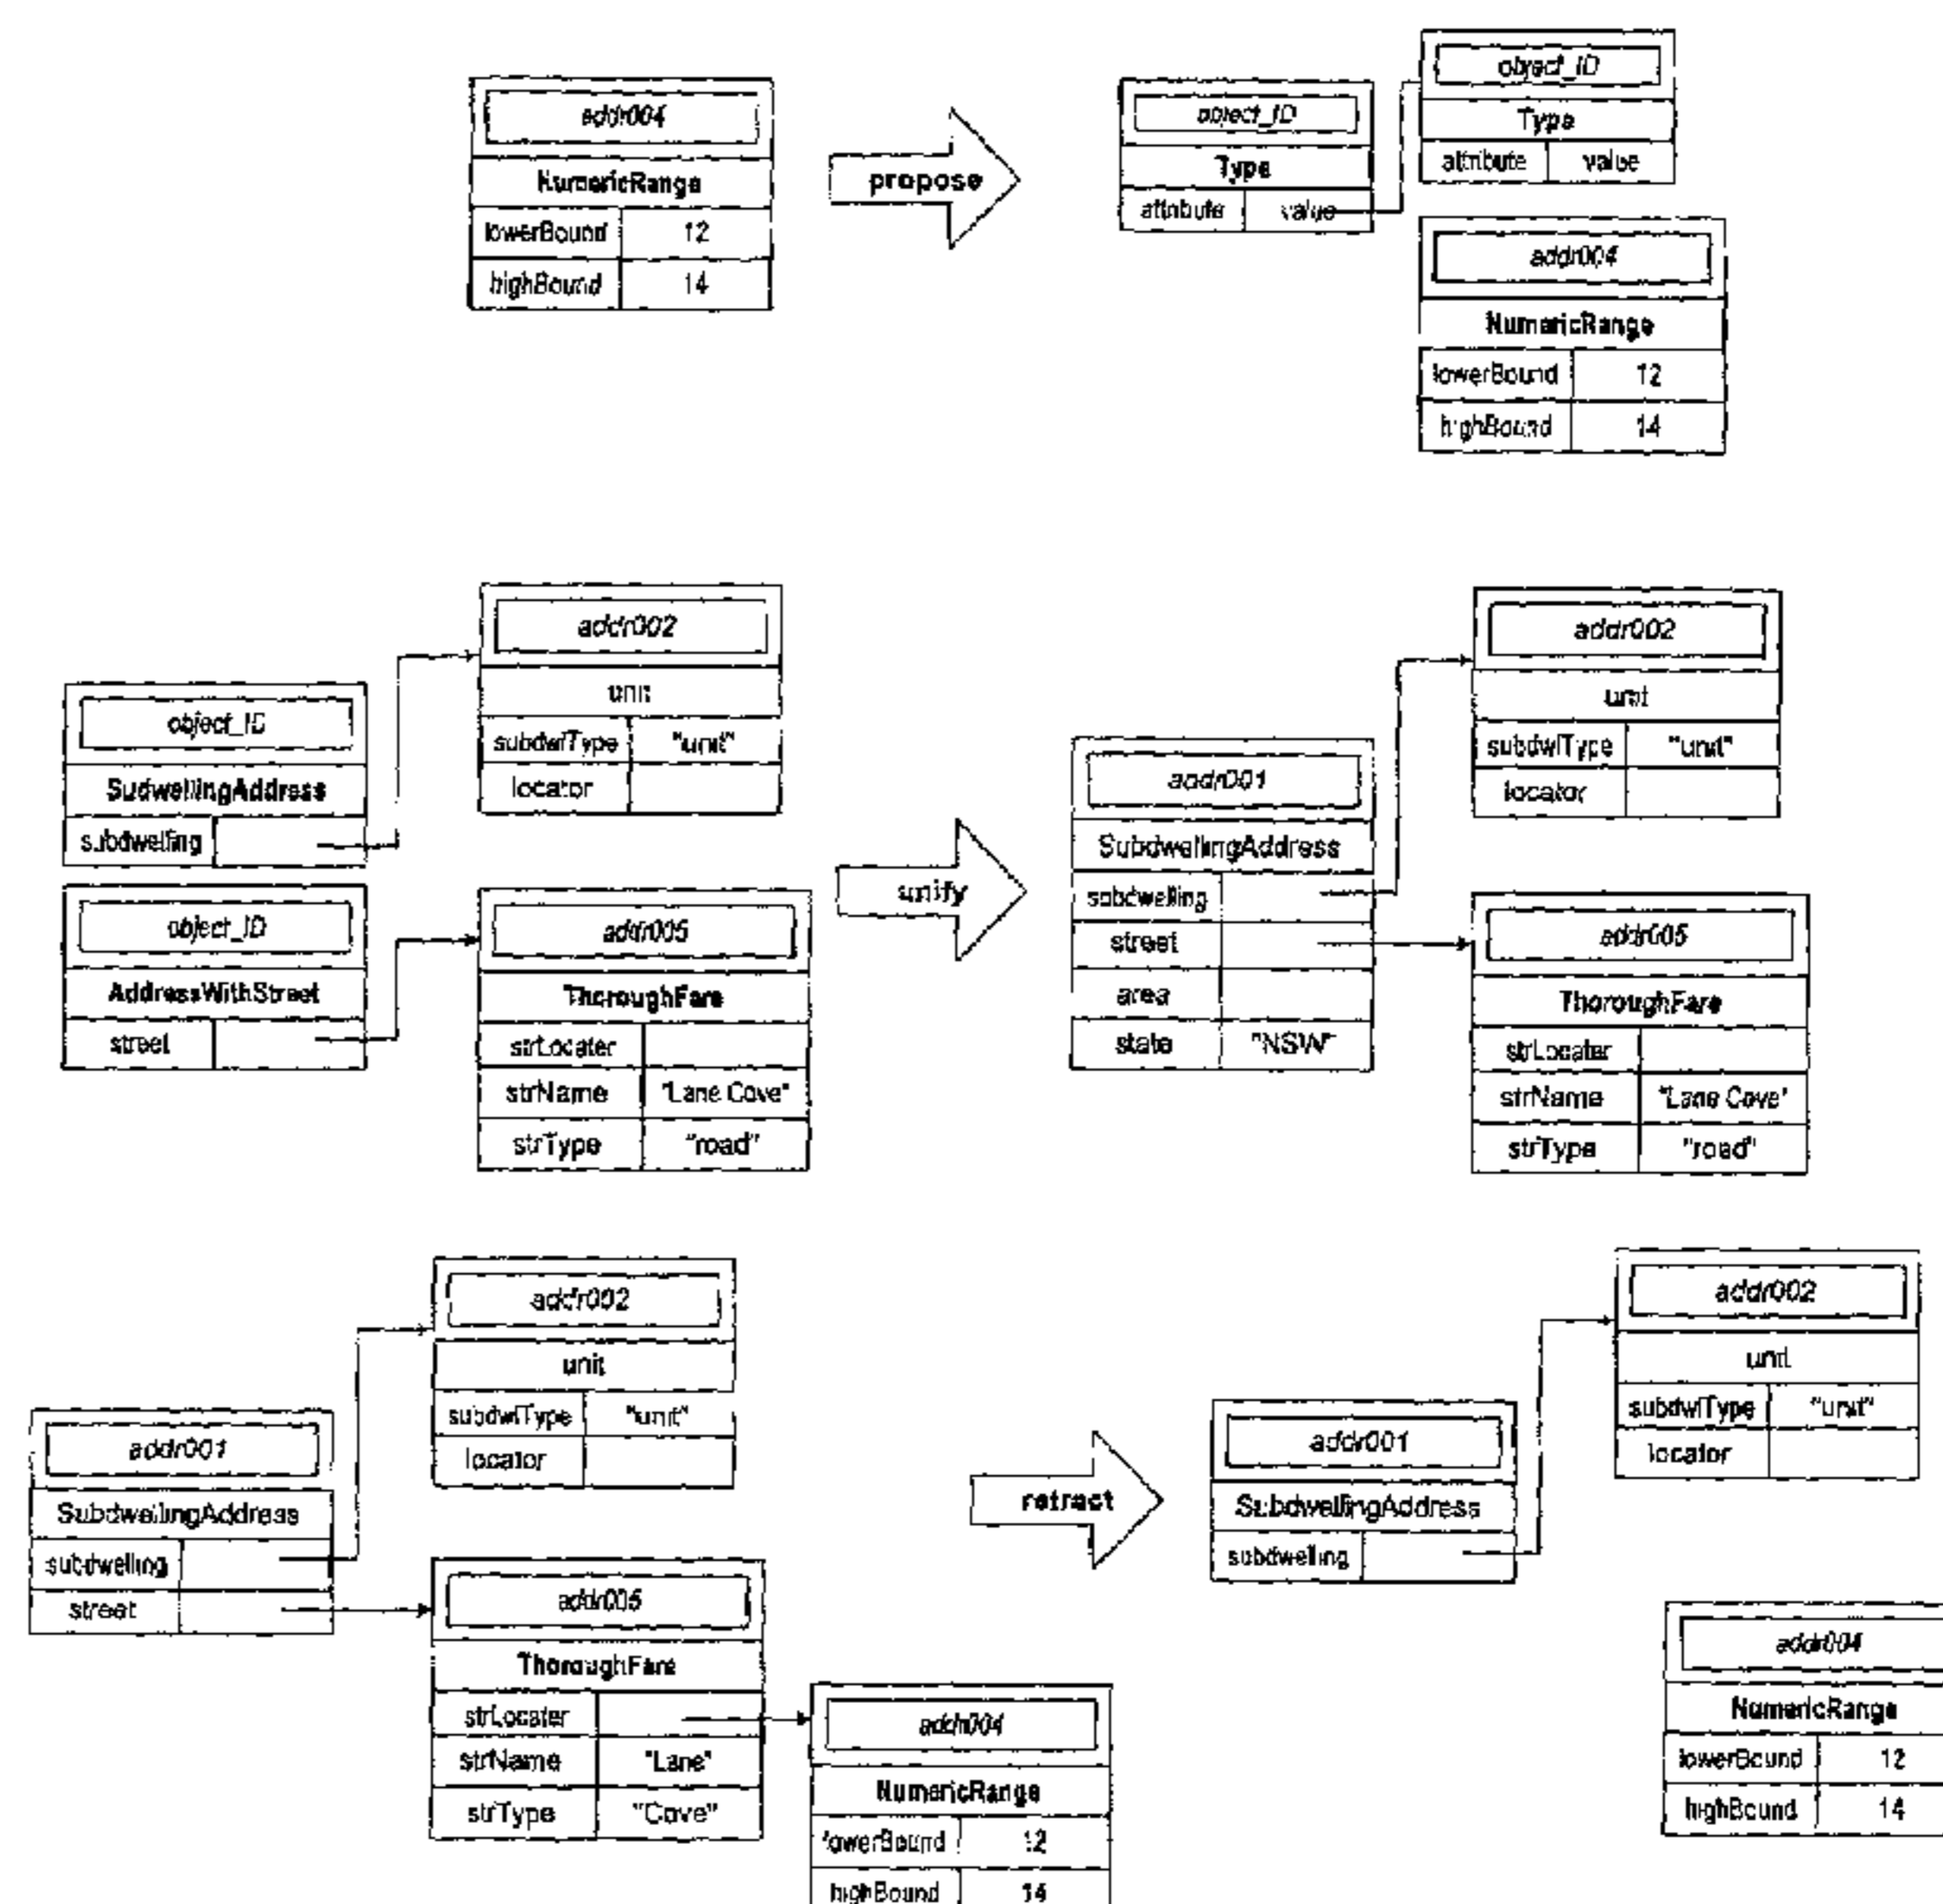 addr004
NumericRange
lowerBound 12
highBound 14
propose
object_ID
Type
attribute value
object_ID
Type
attribute value
addr004
NumericRange
lowerBound 12
highBound 14
object_ID
SudwellingAddress
subdwelling
object_ID
AddressWithStreet
street
addr002
unit
subdwlType "unit"
locator
addr005
ThoroughFare
strLocater
strName "Lane Cove"
strType "road"
unify
addr001
SubdwellingAddress
subdwelling
street
area
state "NSW"
addr002
unit
subdwlType "unit"
locator
addr005
ThoroughFare
strLocater
strName "Lane Cove"
strType "road"
addr001
SubdwellingAddress
subdwelling
street
addr002
unit
subdwlType "unit"
locator
addr005
ThoroughFare
strLocater
strName "Lane"
strType "Cove"
addr004
NumericRange
lowerBound 12
highBound 14
retract
addr001
SubdwellingAddress
subdwelling
addr002
unit
subdwlType "unit"
locator
addr004
NumericRange
lowerBound 12
highBound 14